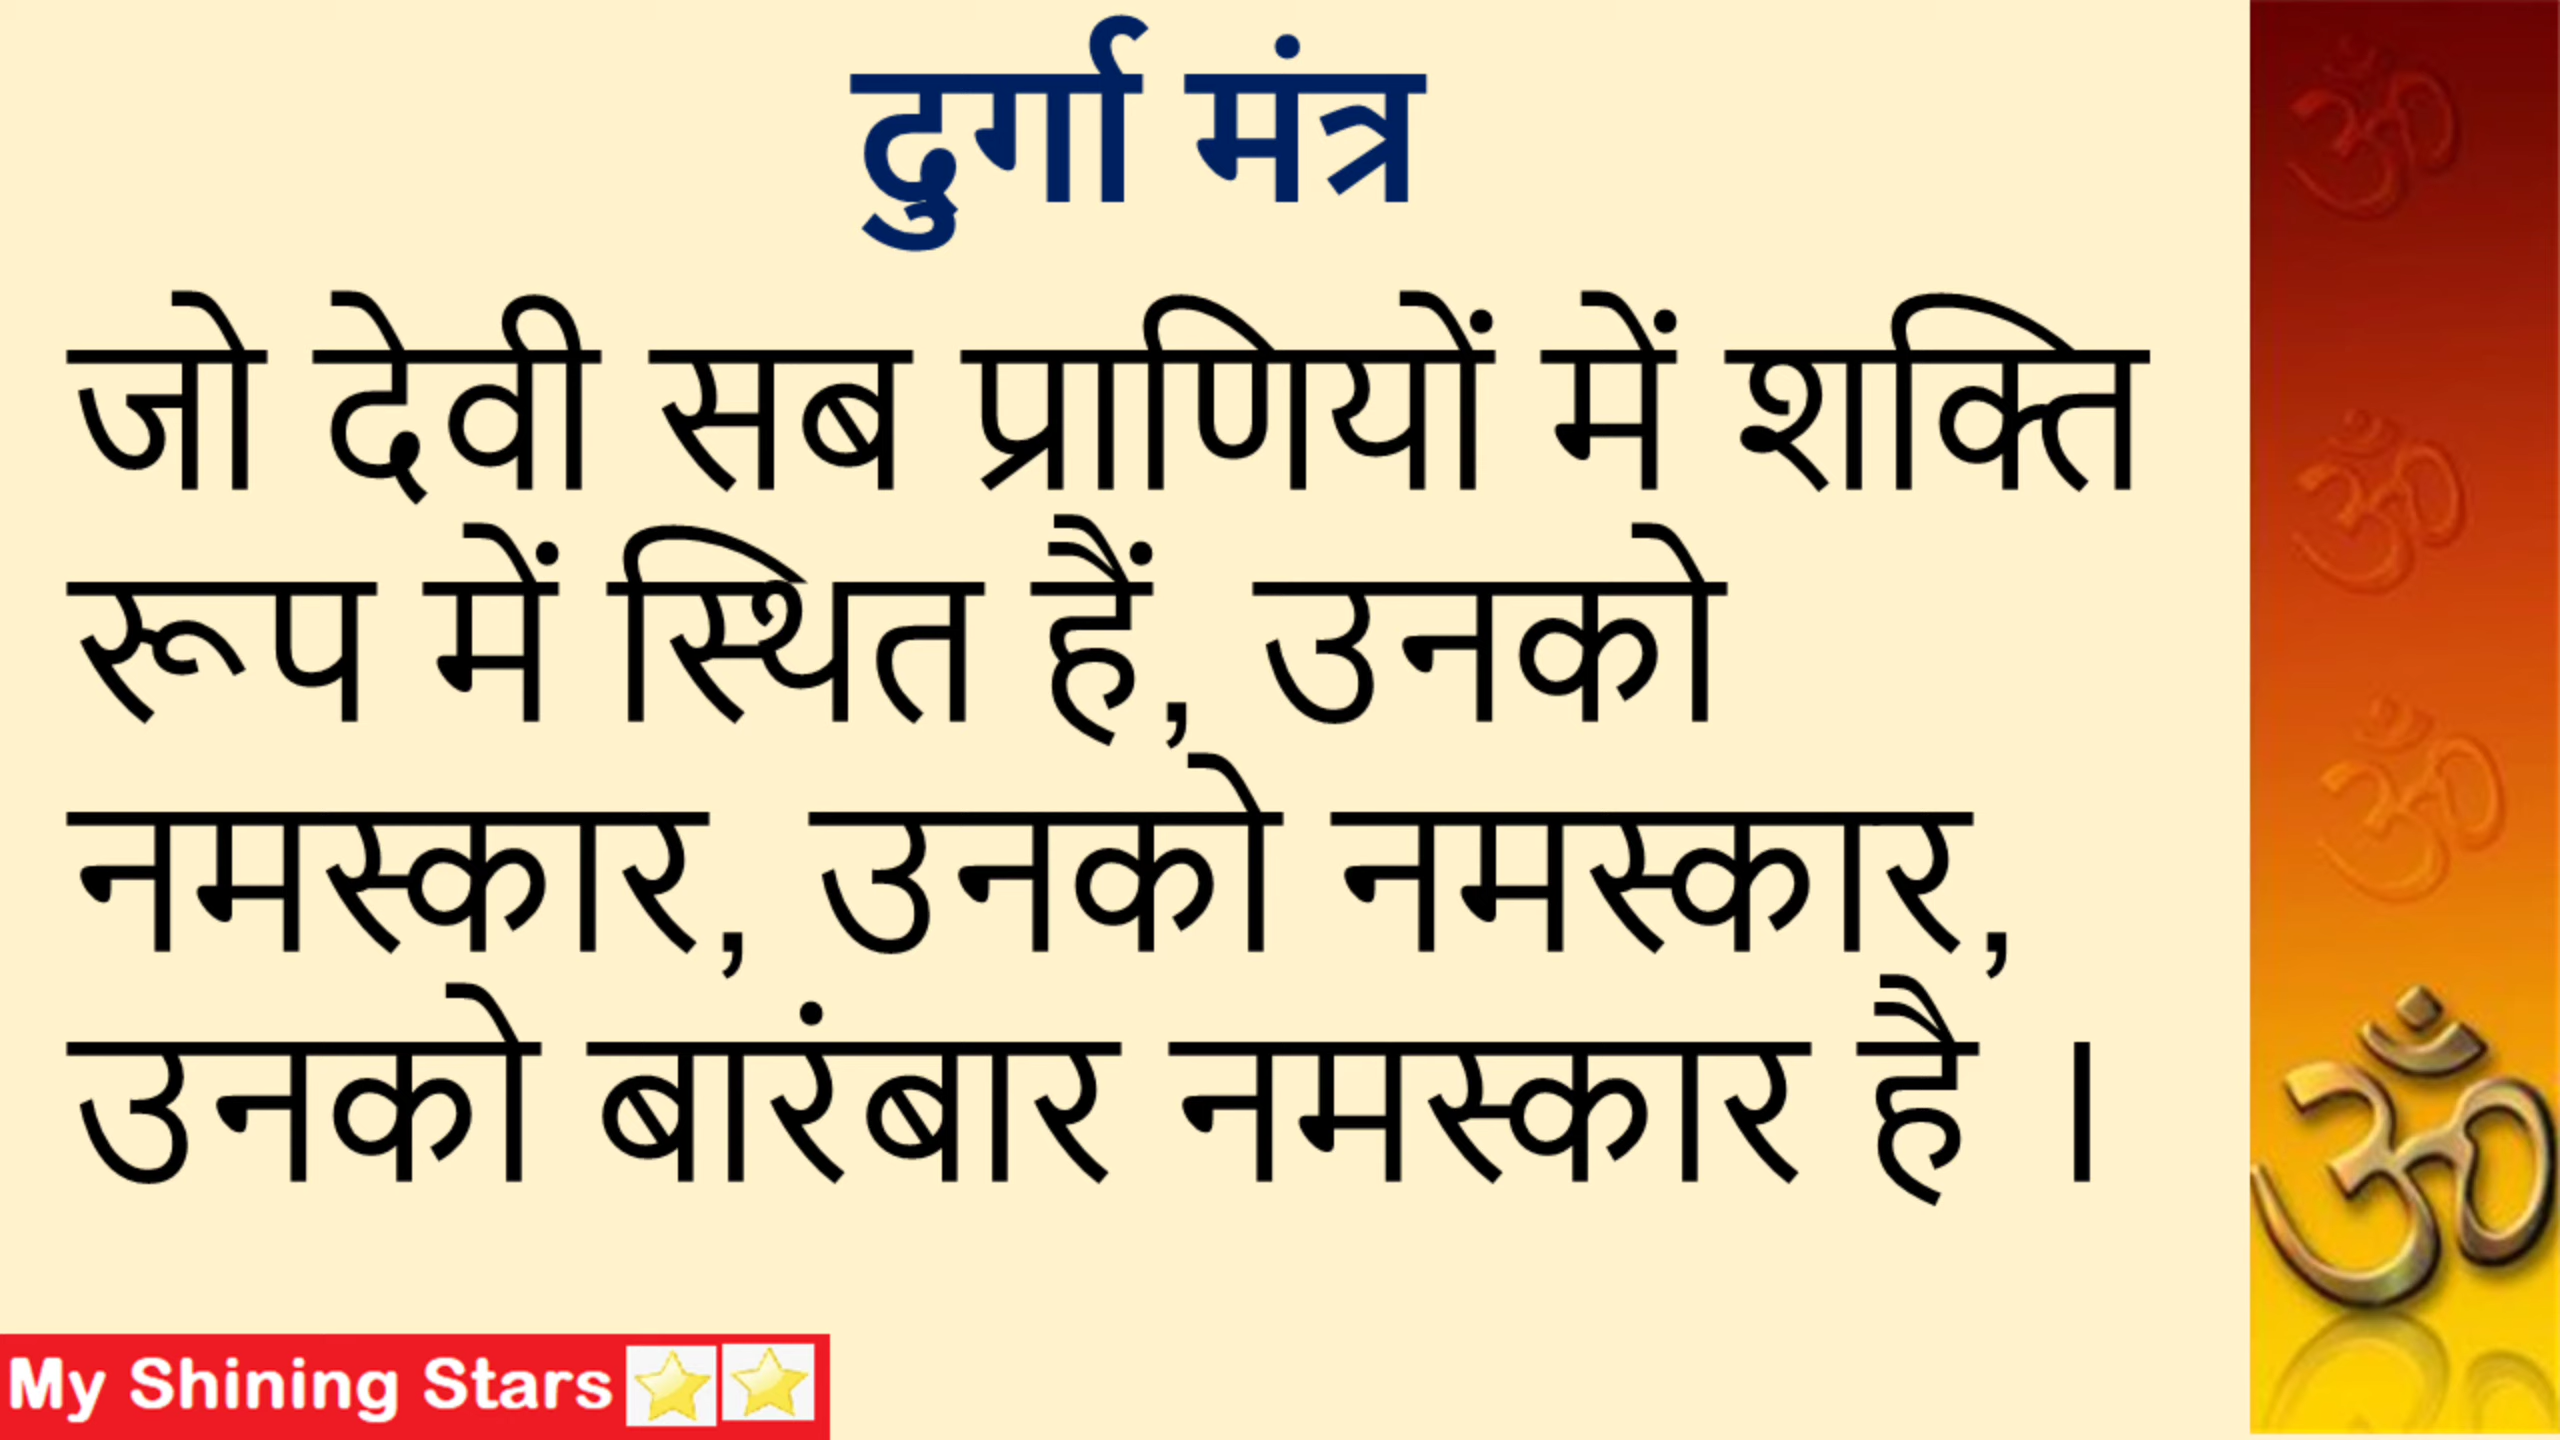 दुर्गा मंत्र
जो देवी सब प्राणियों में शक्ति
रूप में स्थित हैं, उनको
नमस्कार, उनको नमस्कार,
उनको बारंबार नमस्कार है ।
My Shining Stars
ॐ
ॐ
ॐ
ॐ